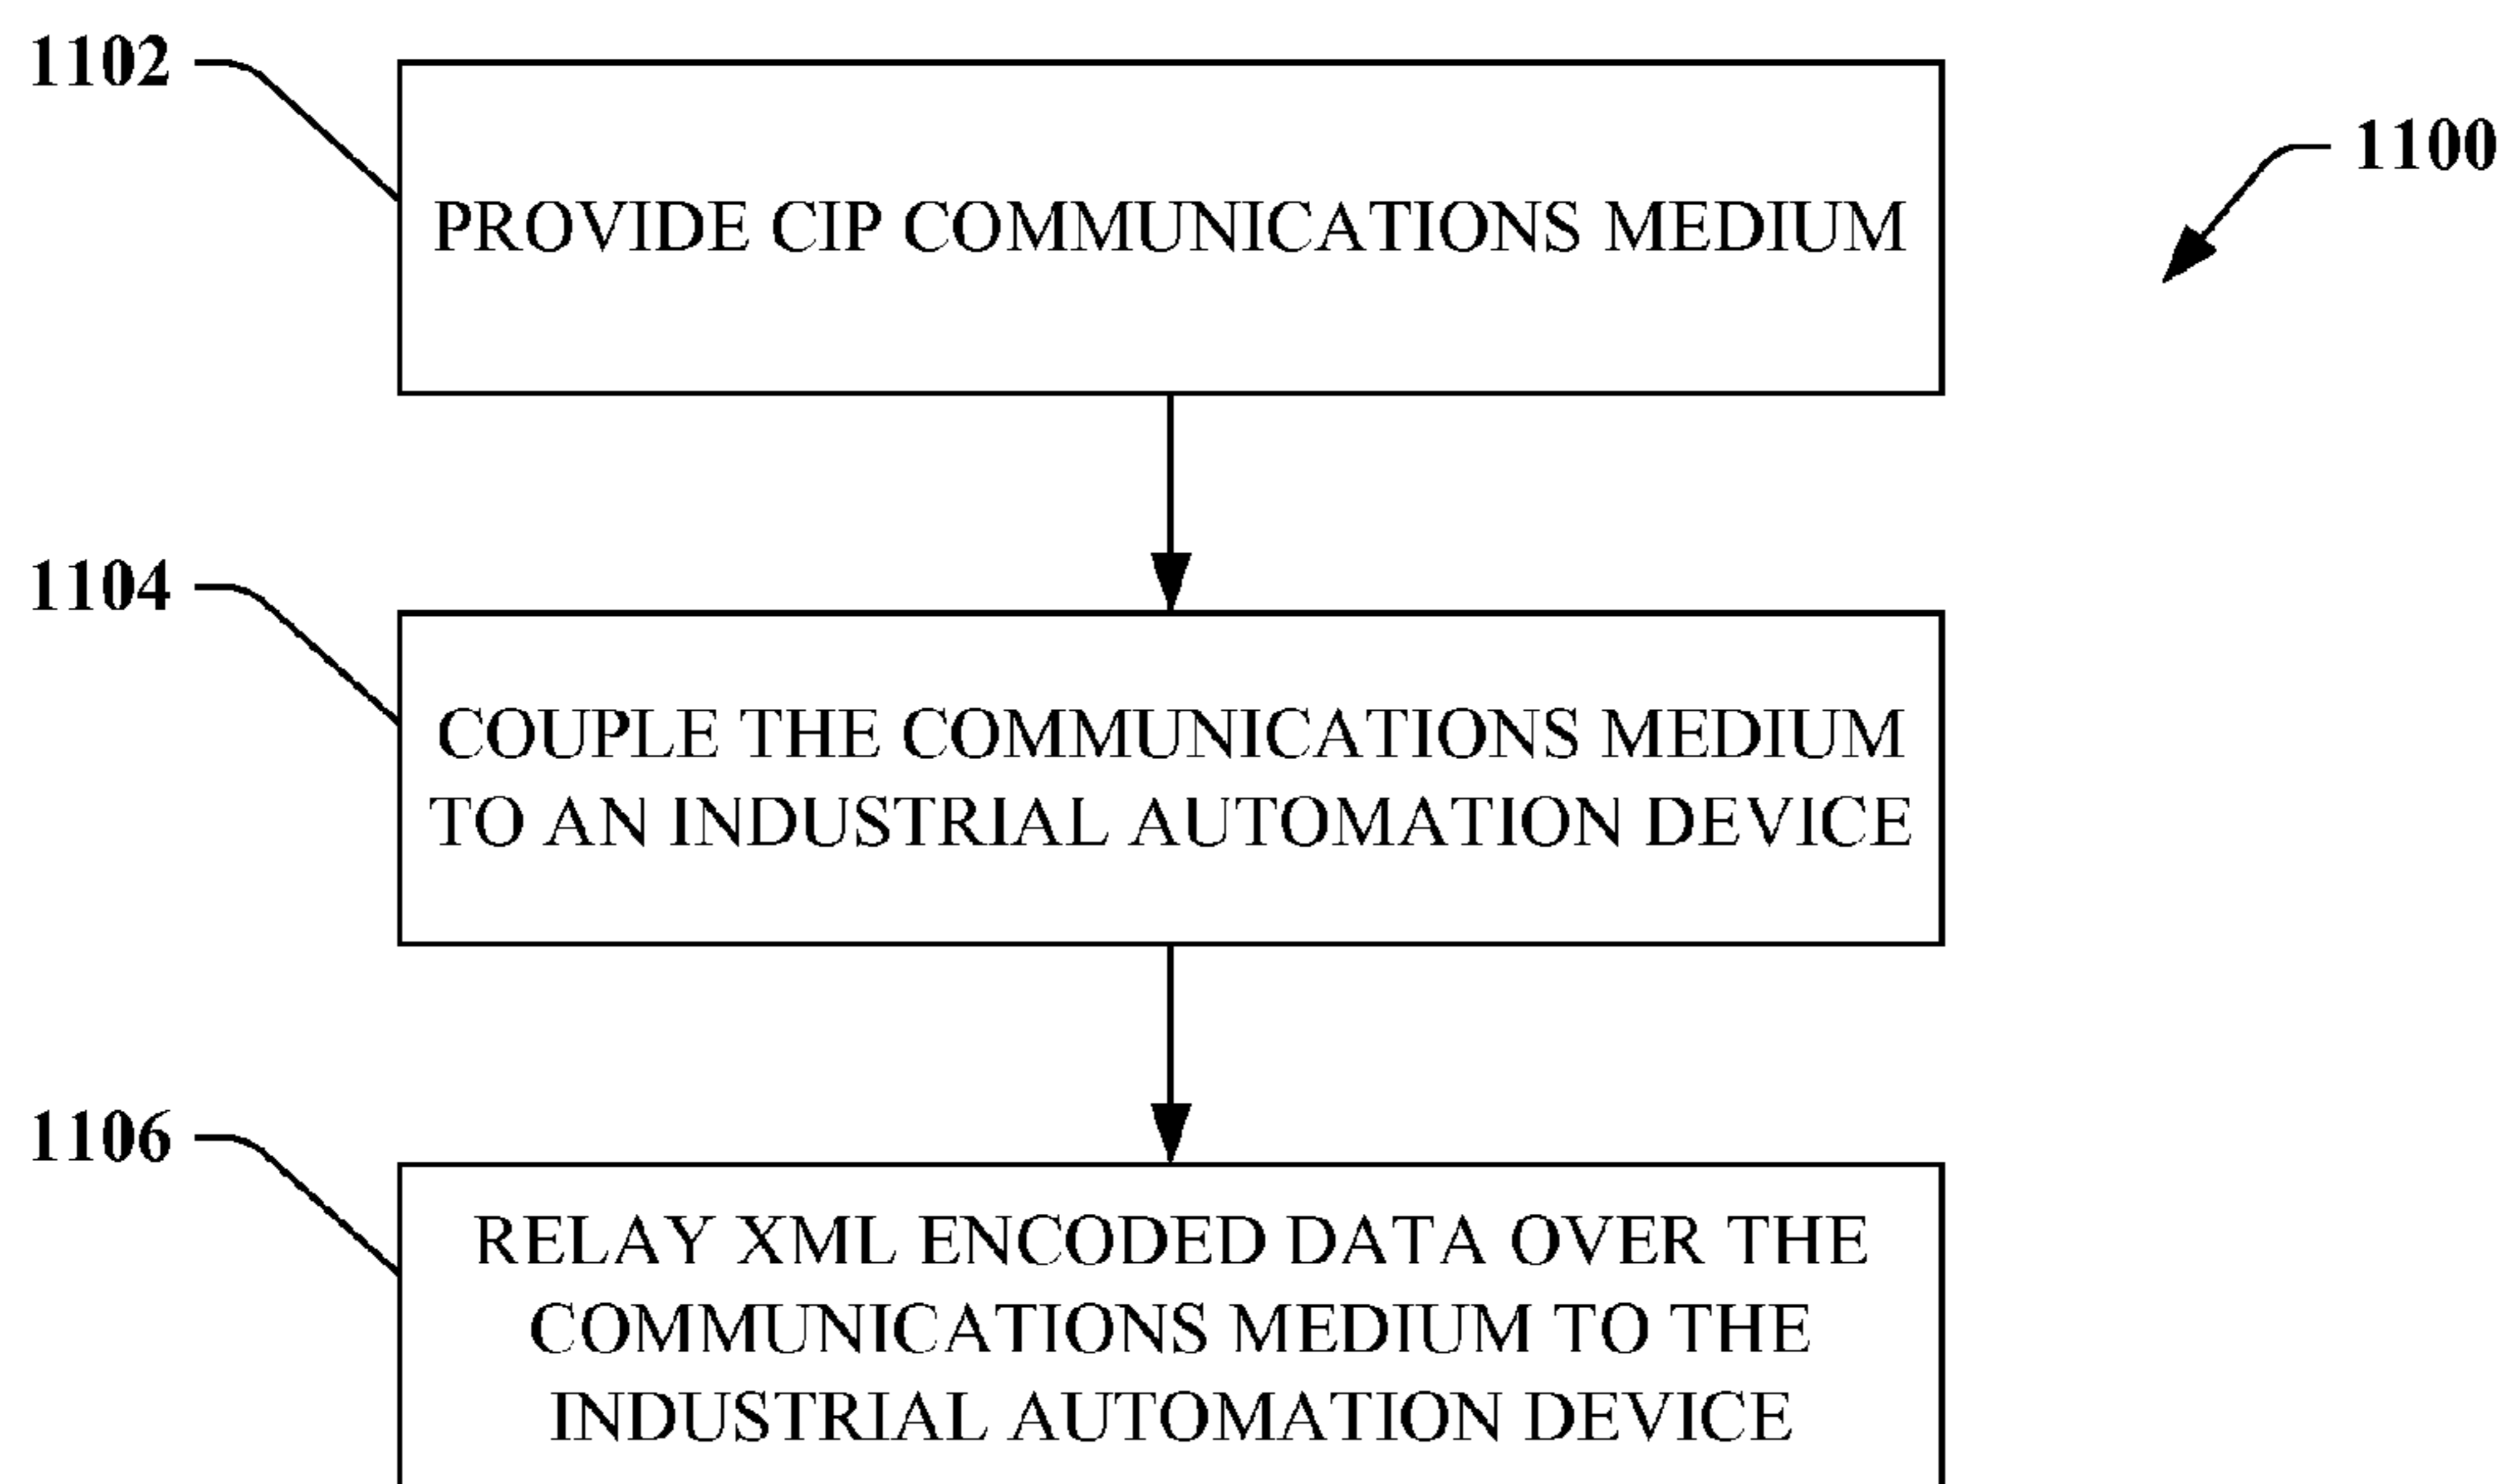 1102
1100
PROVIDE CIP COMMUNICATIONS MEDIUM
1104
COUPLE THE COMMUNICATIONS MEDIUM
TO AN INDUSTRIAL AUTOMATION DEVICE
1106
RELAY XML ENCODED DATA OVER THE
COMMUNICATIONS MEDIUM TO THE
INDUSTRIAL AUTOMATION DEVICE